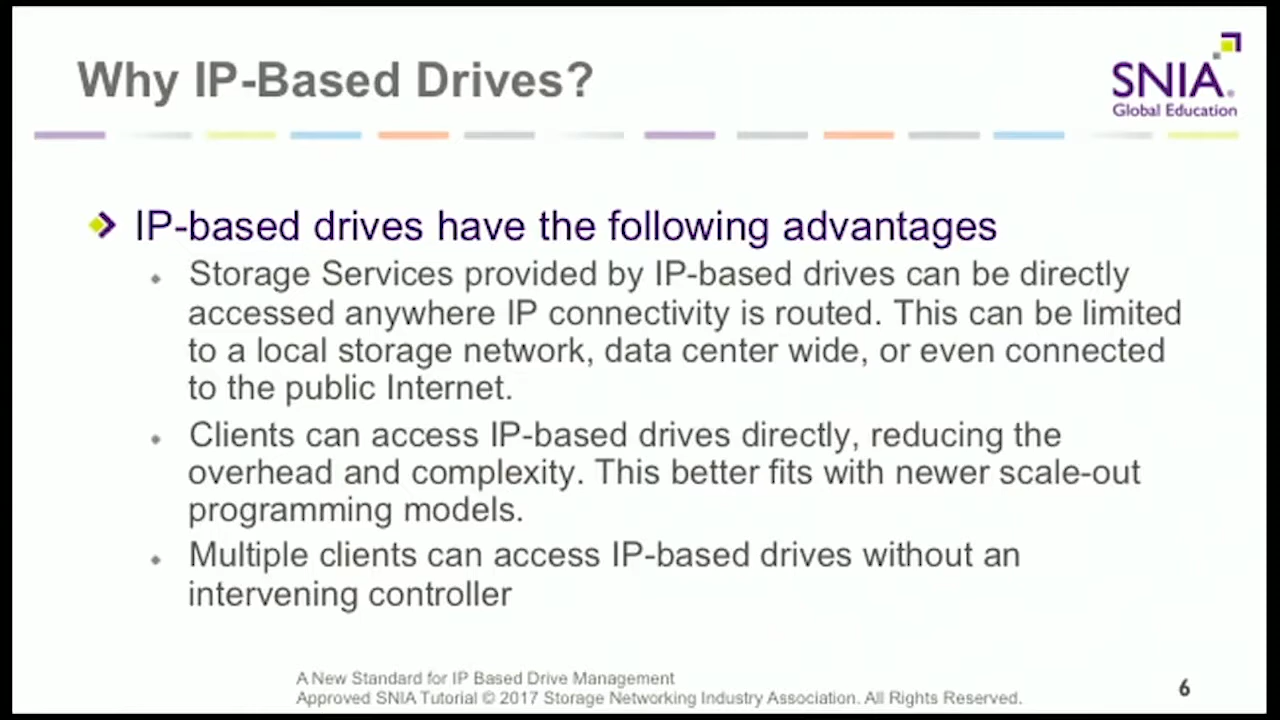 Why IP-Based Drives?
SNIA.
Global Education
IP-based drives have the following advantages
Storage Services provided by IP-based drives can be directly
accessed anywhere IP connectivity is routed. This can be limited
to a local storage network, data center wide, or even connected
to the public Internet.
Clients can access IP-based drives directly, reducing the
overhead and complexity. This better fits with newer scale-out
programming models.
Multiple clients can access IP-based drives without an
intervening controller
A New Standard for IP Based Drive Management
Approved SNIA Tutorial © 2017 Storage Networking Industry Association. All Rights Reserved.
6